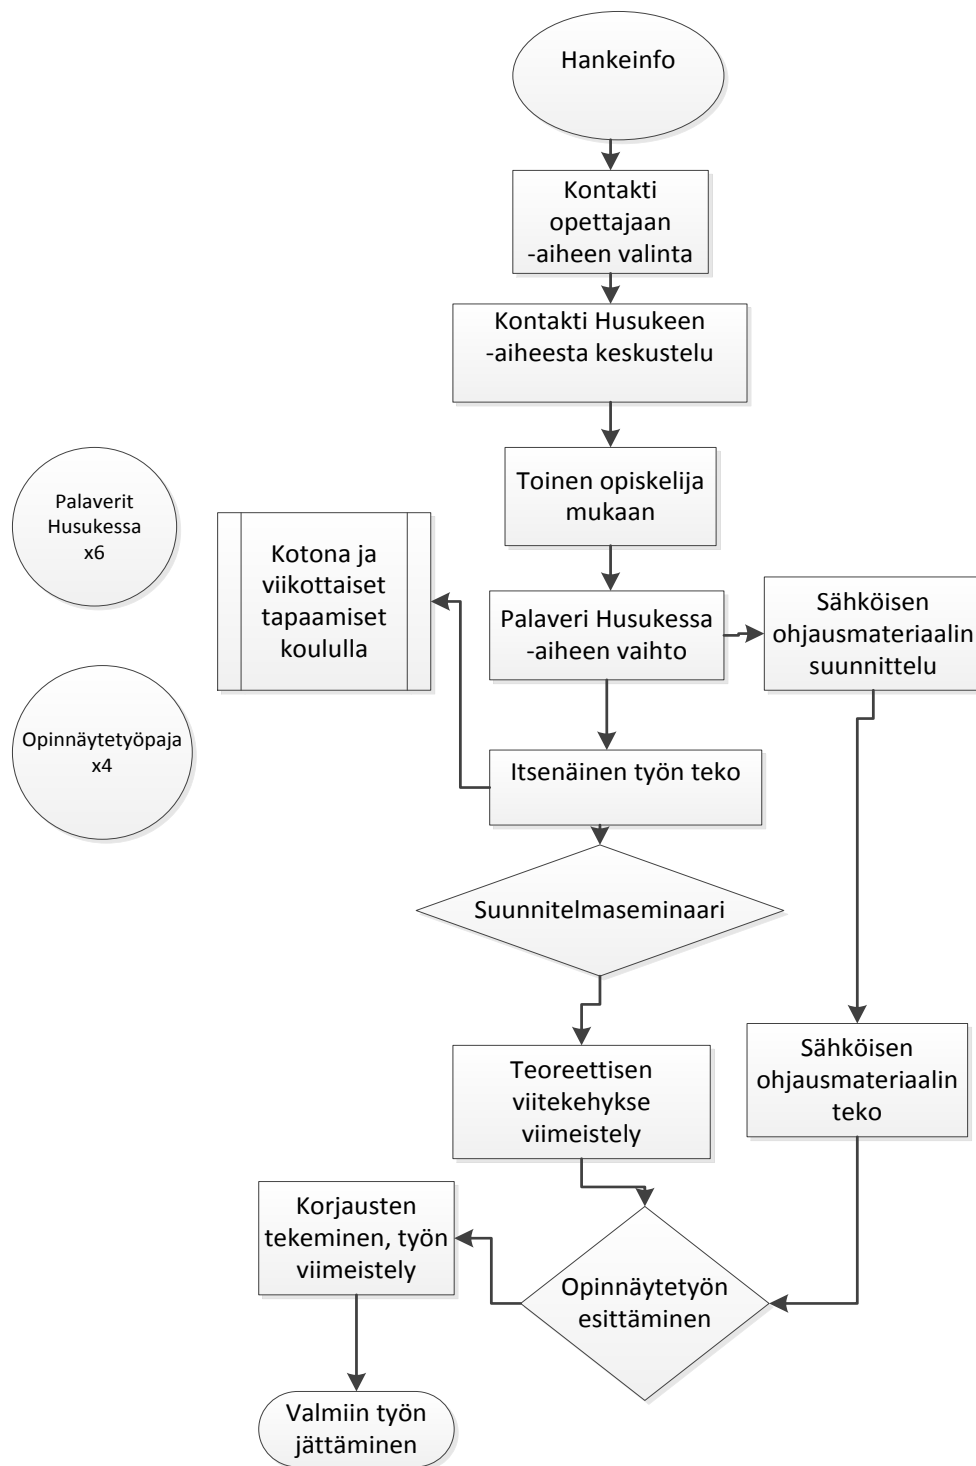 Hankeinfo
Kontakti
opettajaan
-aiheen valinta
Kontakti Husukeen
-aiheesta keskustelu
Toinen opiskelija
mukaan
Palaverit
Husukessa
x6
Kotona ja
viikottaiset
tapaamiset
koululla
Palaveri Husukessa
-aiheen vaihto
Sähköisen
ohjausmateriaalin
suunnittelu
Opinnäytetyöpaja
x4
Itsenäinen työn teko
Suunnitelmaseminaari
Teoreettisen
viitekehykse
viimeistely
Sähköisen
ohjausmateriaalin
teko
Korjausten
tekeminen, työn
viimeistely
Opinnäytetyön
esittäminen
Valmiin työn
jättäminen